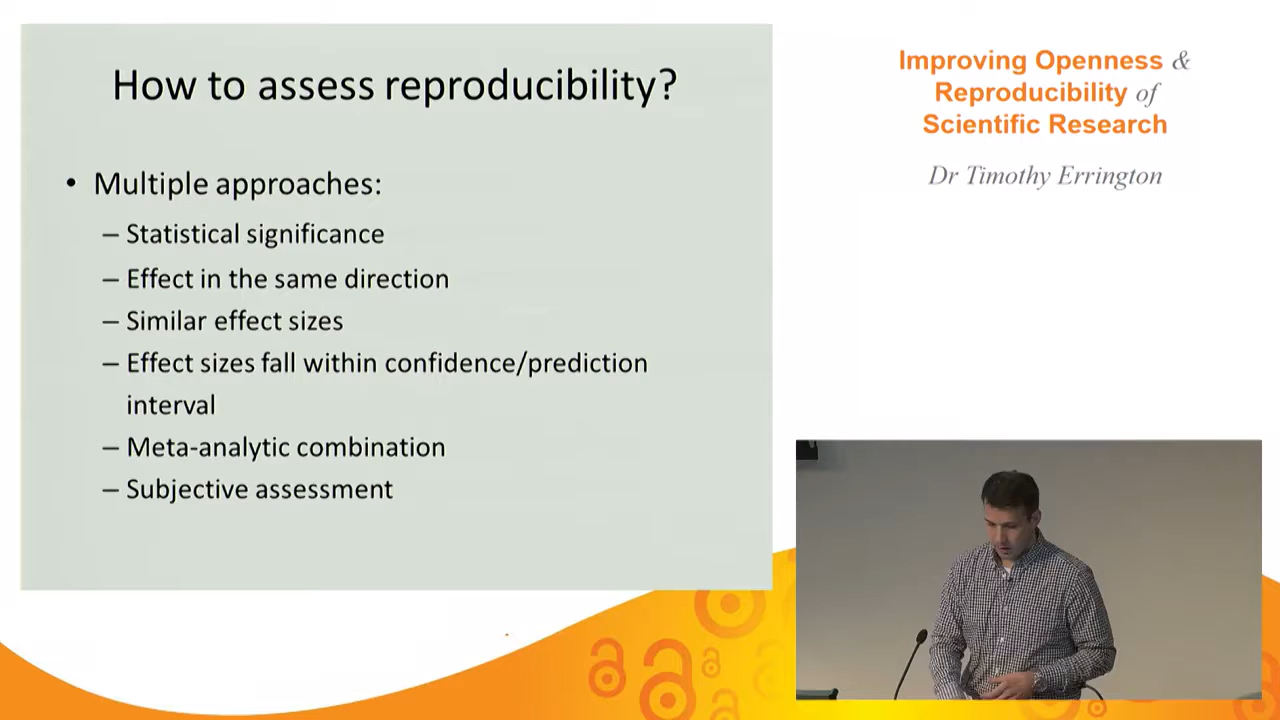 How to assess reproducibility?
• Multiple approaches:
– Statistical significance
– Effect in the same direction
– Similar effect sizes
– Effect sizes fall within confidence/prediction
interval
– Meta-analytic combination
– Subjective assessment
Improving Openness &
Reproducibility of
Scientific Research
Dr Timothy Errington